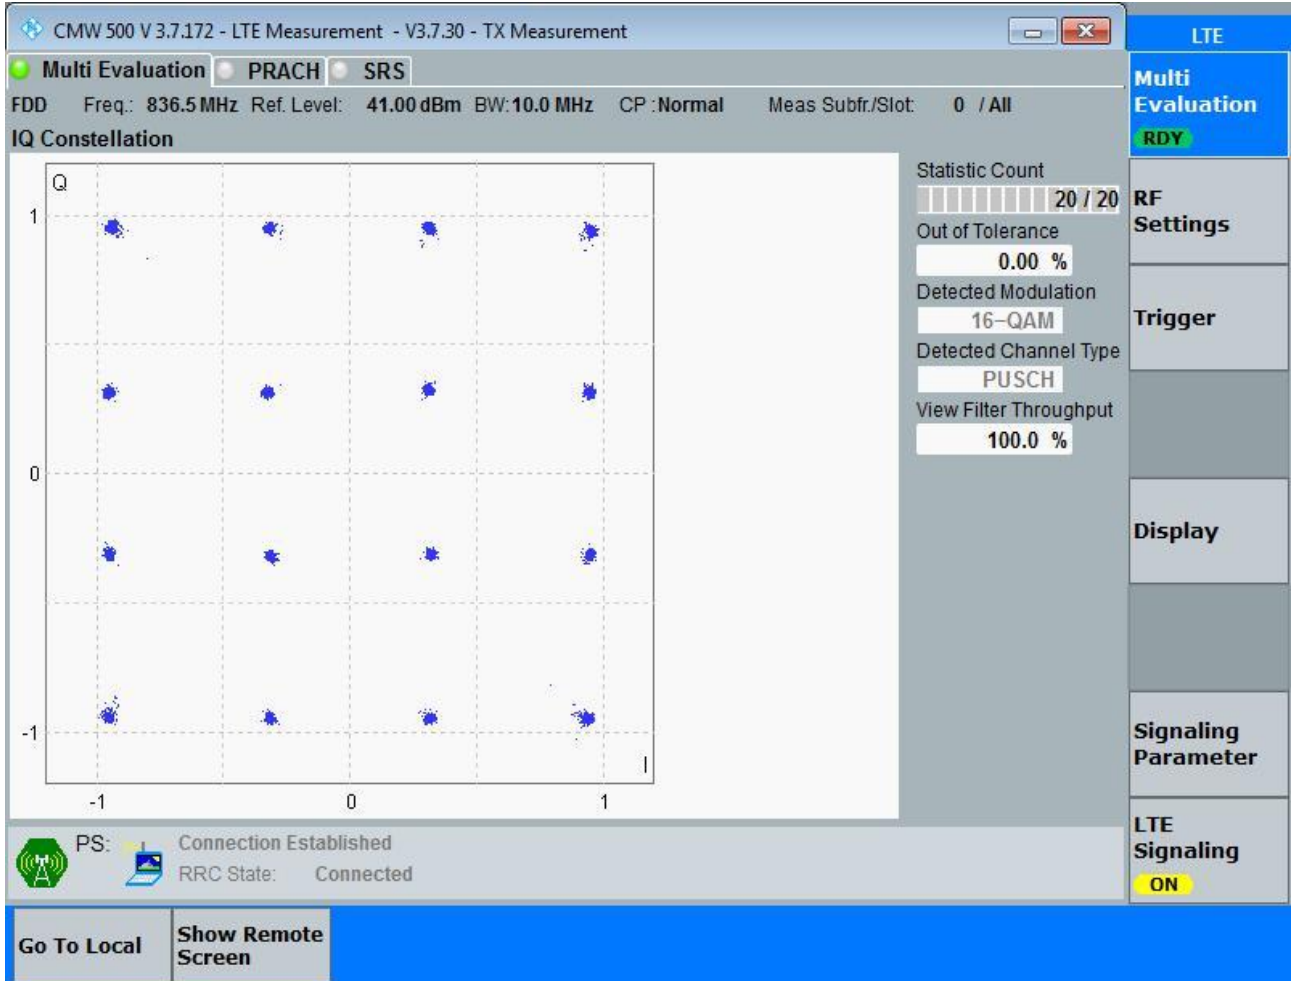 CMW 500 V 3.7.172 - LTE Measurement - V3.7.30 - TX Measurement
LTE
Multi Evaluation PRACH SRS
FDD Freq.: 836.5 MHz Ref. Level: 41.00 dBm BW: 10.0 MHz CP : Normal Meas Subfr./Slot: 0 / All
IQ Constellation
Q
1
0
-1
I
-1 0 1
Statistic Count
20 / 20
Out of Tolerance
0.00 %
Detected Modulation
16-QAM
Detected Channel Type
PUSCH
View Filter Throughput
100.0 %
Multi
Evaluation
RDY
RF
Settings
Trigger
Display
Signaling
Parameter
LTE
Signaling
ON
PS: Connection Established
RRC State: Connected
Go To Local
Show Remote
Screen